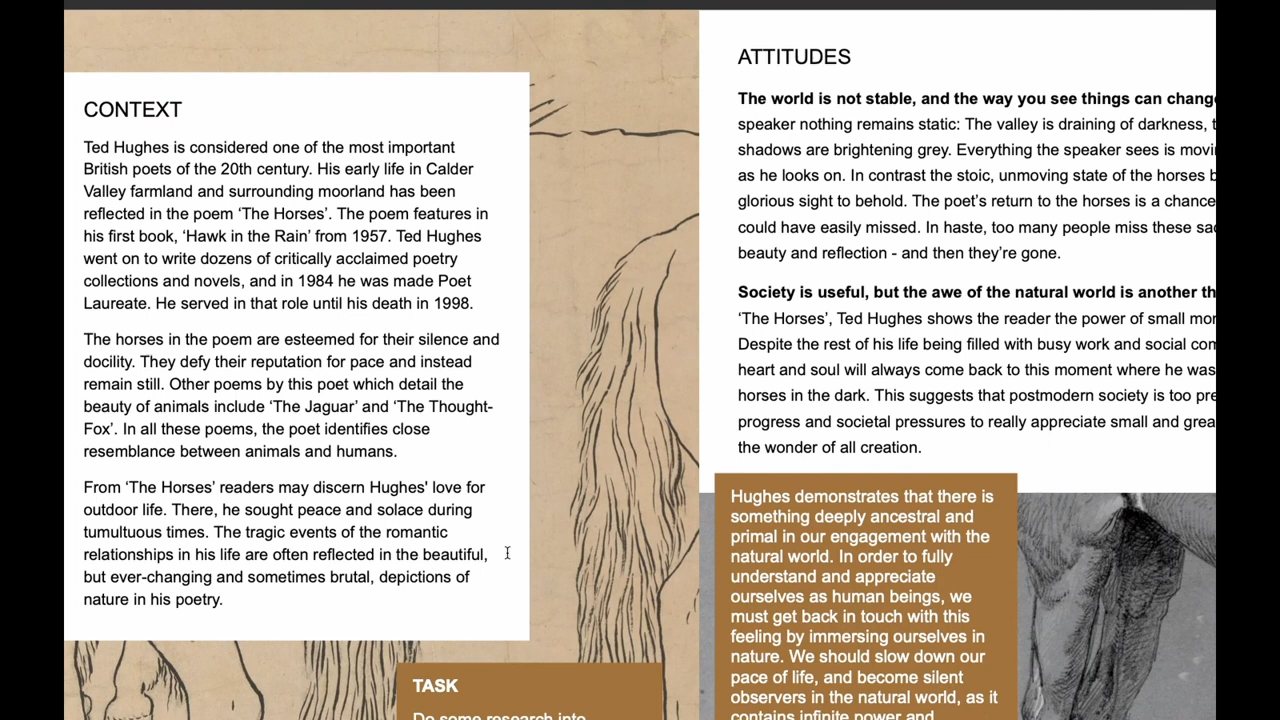 CONTEXT
Ted Hughes is considered one of the most important
British poets of the 20th century. His early life in Calder
Valley farmland and surrounding moorland has been
reflected in the poem ‘The Horses’. The poem features in
his first book, ‘Hawk in the Rain’ from 1957. Ted Hughes
went on to write dozens of critically acclaimed poetry
collections and novels, and in 1984 he was made Poet
Laureate. He served in that role until his death in 1998.
The horses in the poem are esteemed for their silence and
docility. They defy their reputation for pace and instead
remain still. Other poems by this poet which detail the
beauty of animals include ‘The Jaguar’ and ‘The Thought-
Fox’. In all these poems, the poet identifies close
resemblance between animals and humans.
From ‘The Horses’ readers may discern Hughes' love for
outdoor life. There, he sought peace and solace during
tumultuous times. The tragic events of the romantic
relationships in his life are often reflected in the beautiful,
but ever-changing and sometimes brutal, depictions of
nature in his poetry.
TASK
Do some research into
ATTITUDES
The world is not stable, and the way you see things can change
speaker nothing remains static: The valley is draining of darkness,
shadows are brightening grey. Everything the speaker sees is
as he looks on. In contrast the stoic, unmoving state of the horses
glorious sight to behold. The poet’s return to the horses is a chance
could have easily missed. In haste, too many people miss these
beauty and reflection - and then they’re gone.
Society is useful, but the awe of the natural world is another
‘The Horses’, Ted Hughes shows the reader the power of small
Despite the rest of his life being filled with busy work and social
heart and soul will always come back to this moment where he was
horses in the dark. This suggests that postmodern society is too
progress and societal pressures to really appreciate small and
the wonder of all creation.
Hughes demonstrates that there is
something deeply ancestral and
primal in our engagement with the
natural world. In order to fully
understand and appreciate
ourselves as human beings, we
must get back in touch with this
feeling by immersing ourselves in
nature. We should slow down our
pace of life, and become silent
observers in the natural world, as it
contains infinite power and